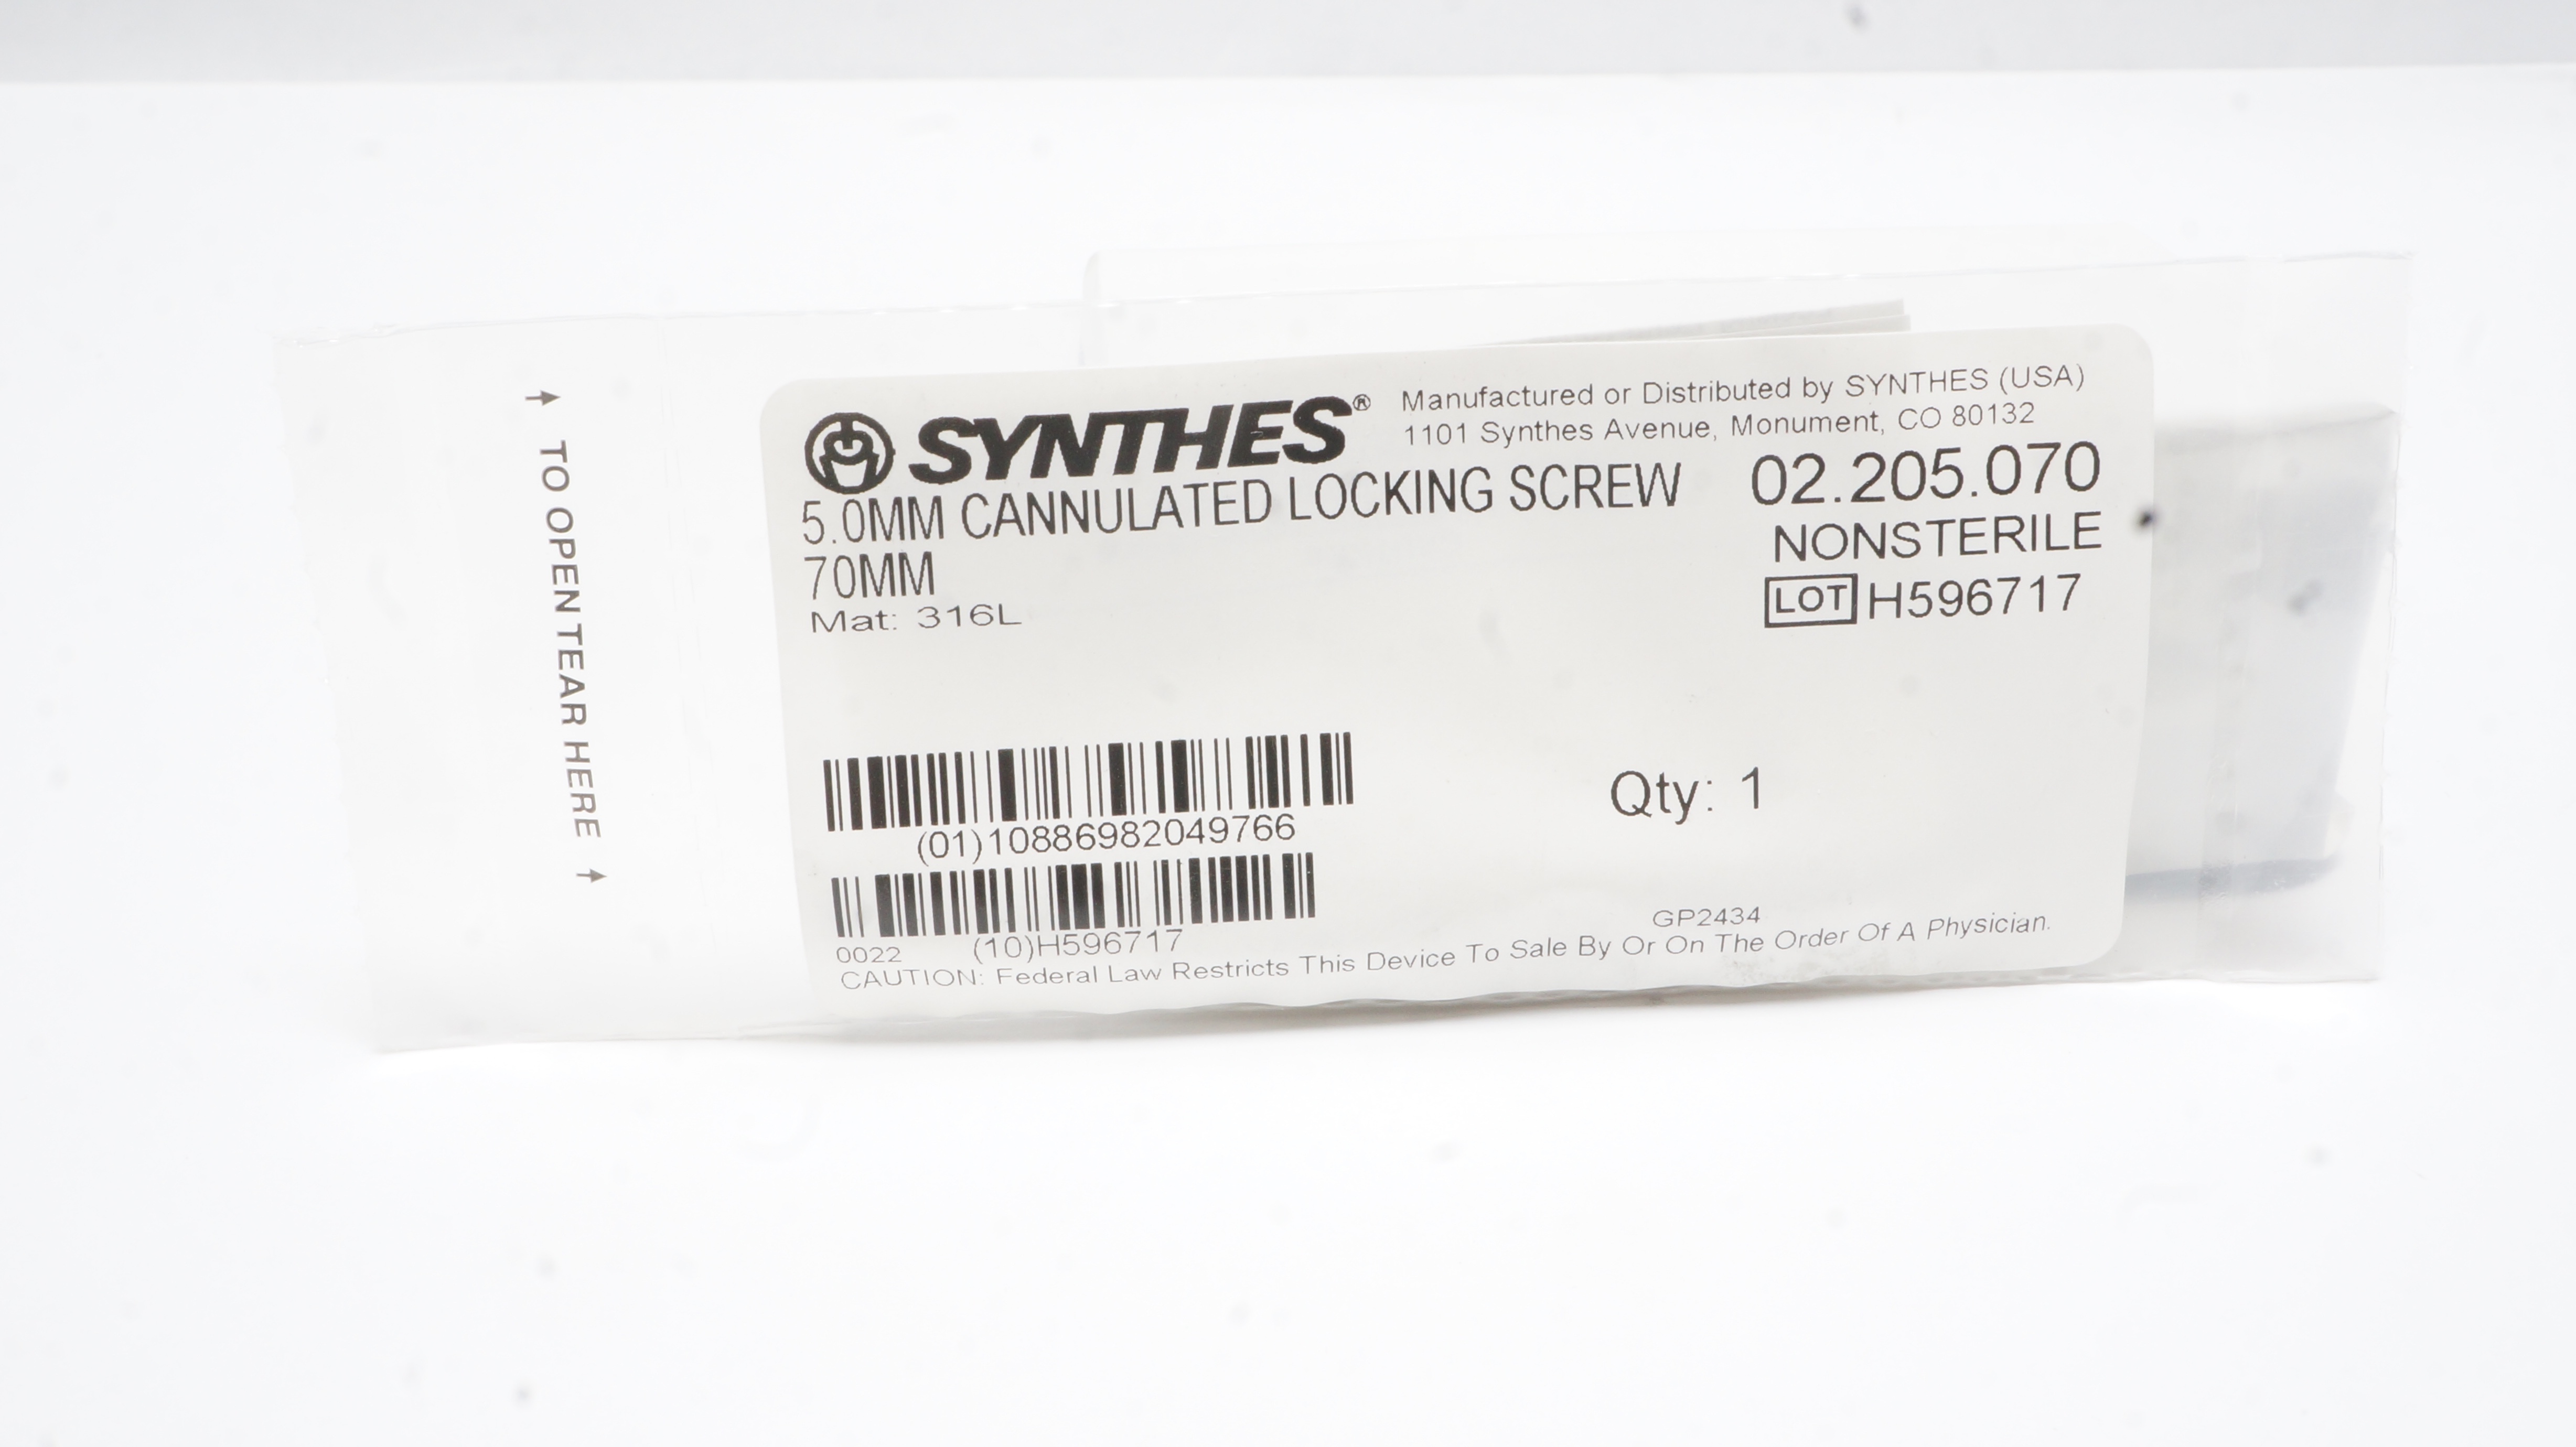 ↑ TO OPEN TEAR HERE ↑
SYNTHES®
Manufactured or Distributed by SYNTHES (USA)
1101 Synthes Avenue, Monument, CO 80132
5.0MM CANNULATED LOCKING SCREW
70MM
Mat: 316L
02.205.070
NONSTERILE
LOT H596717
(01)10886982049766
Qty: 1
(10)H596717
0022
GP2434
CAUTION: Federal Law Restricts This Device To Sale By Or On The Order Of A Physician.